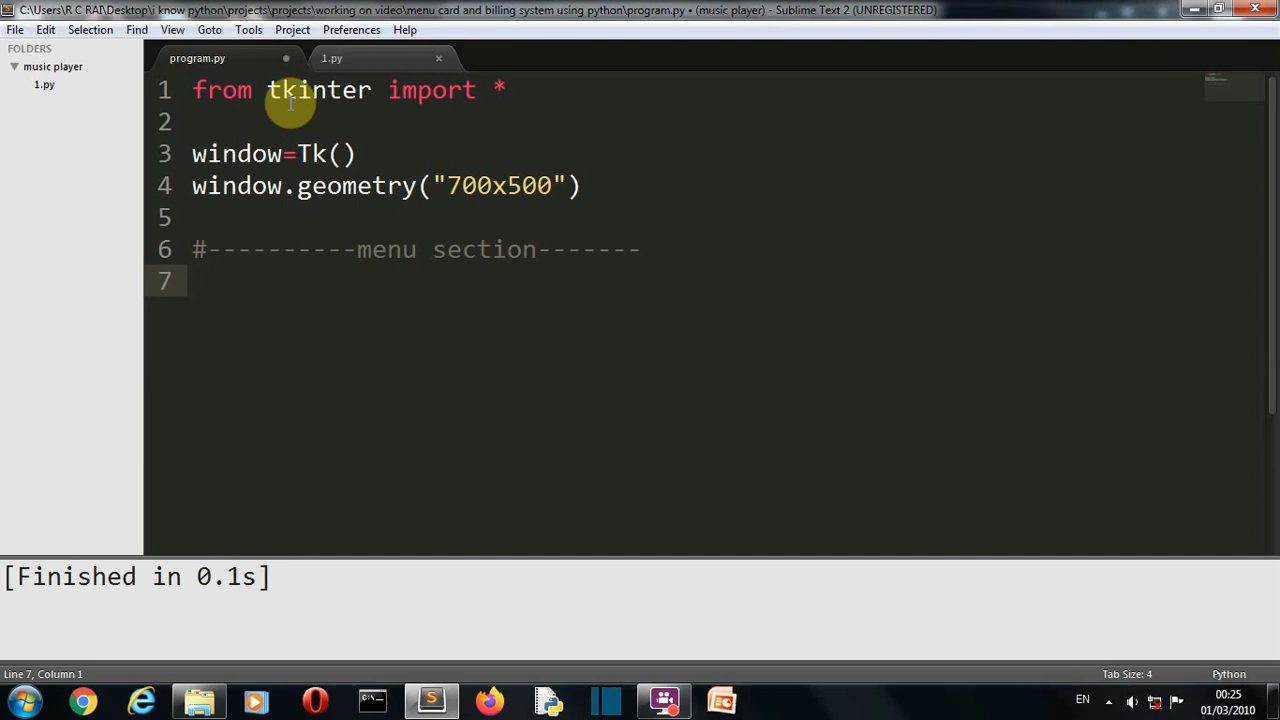 C:\Users\R C RAI\Desktop\i know python\projects\projects\working on video\menu card and billing system using python\program.py • (music player) - Sublime Text 2 (UNREGISTERED)
File Edit Selection Find View Goto Tools Project Preferences Help
FOLDERS
music player
1.py
program.py 1.py
1 from tkinter import *
2
3 window=Tk()
4 window.geometry("700x500")
5
6 #----------menu section-------
7
[Finished in 0.1s]
Line 7, Column 1 Tab Size: 4 Python
EN 00:25
01/03/2010